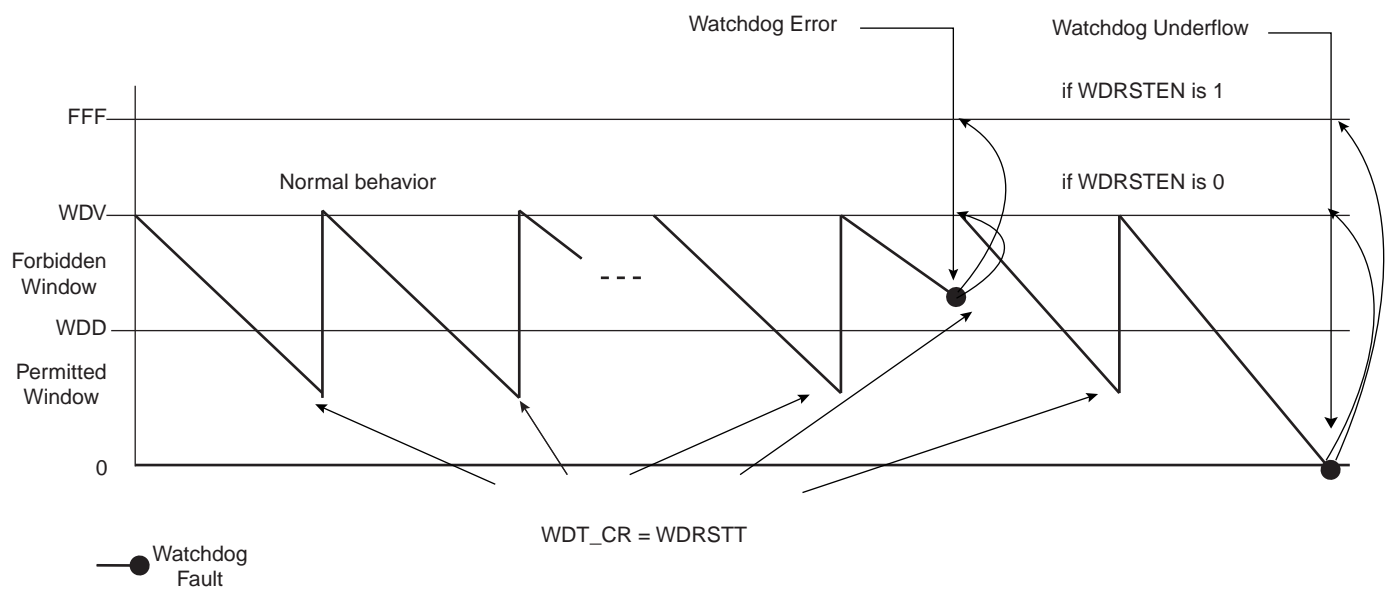 Watchdog Error
Watchdog Underflow
if WDRSTEN is 1
FFF
Normal behavior
if WDRSTEN is 0
WDV
Forbidden
Window
WDD
Permitted
Window
0
WDT_CR = WDRSTT
Watchdog
Fault